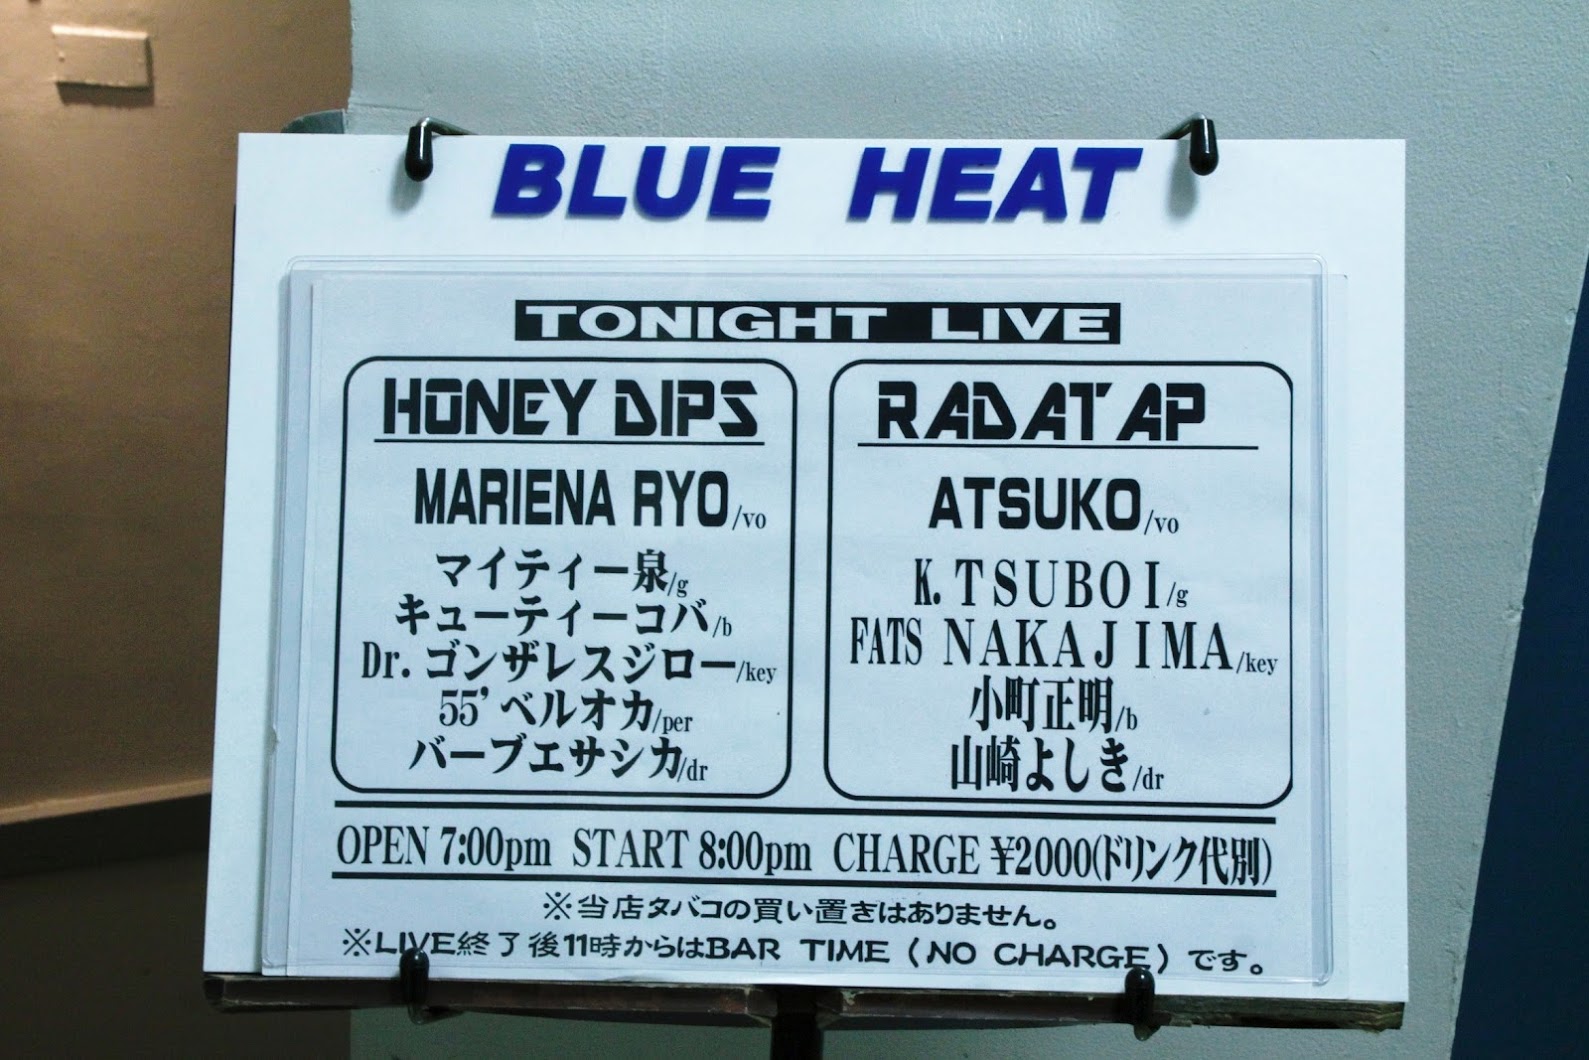 BLUE HEAT
TONIGHT LIVE
HONEY DIPS
MARIENA RYO/vo
マイティー泉/g
キューティーコバ/b
Dr.ゴンザレスジロー/key
55'ベルオカ/per
バーブエサシカ/dr
RADATAP
ATSUKO/vo
K.TSUBOI/g
FATS NAKAJIMA/key
小町正明/b
山崎よしき/dr
OPEN 7:00pm START 8:00pm CHARGE ¥2000(ドリンク代別)
※当店タバコの買い置きはありません。
※LIVE終了後11時からはBAR TIME (NO CHARGE) です。